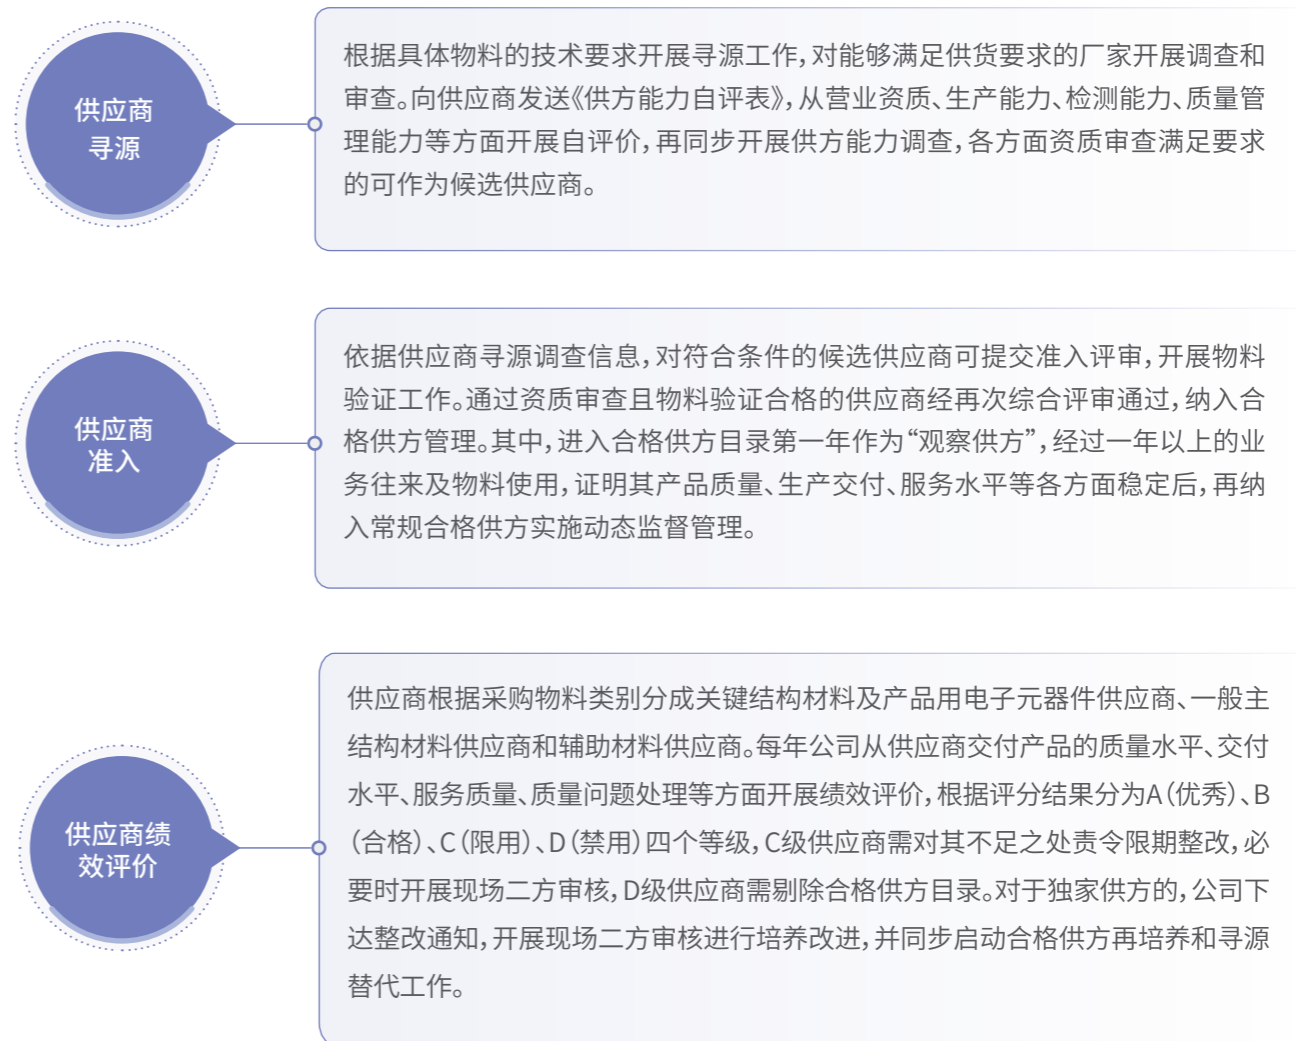 供应商
寻源
根据具体物料的技术要求开展寻源工作，对能够满足供货要求的厂家开展调查和
审查。向供应商发送《供方能力自评表》，从营业资质、生产能力、检测能力、质量管
理能力等方面开展自评价，再同步开展供方能力调查，各方面资质审查满足要求
的可作为候选供应商。
供应商
准入
依据供应商寻源调查信息，对符合条件的候选供应商可提交准入评审，开展物料
验证工作。通过资质审查且物料验证合格的供应商经再次综合评审通过，纳入合
格供方管理。其中，进入合格供方目录第一年作为“观察供方”，经过一年以上的业
务往来及物料使用，证明其产品质量、生产交付、服务水平等各方面稳定后，再纳
入常规合格供方实施动态监督管理。
供应商绩
效评价
供应商根据采购物料类别分成关键结构材料及产品用电子元器件供应商、一般主
结构材料供应商和辅助材料供应商。每年公司从供应商交付产品的质量水平、交付
水平、服务质量、质量问题处理等方面开展绩效评价，根据评分结果分为A（优秀）、B
（合格）、C（限用）、D（禁用）四个等级，C级供应商需对其不足之处责令限期整改，必
要时开展现场二方审核，D级供应商需剔除合格供方目录。对于独家供方的，公司下
达整改通知，开展现场二方审核进行培养改进，并同步启动合格供方再培养和寻源
替代工作。